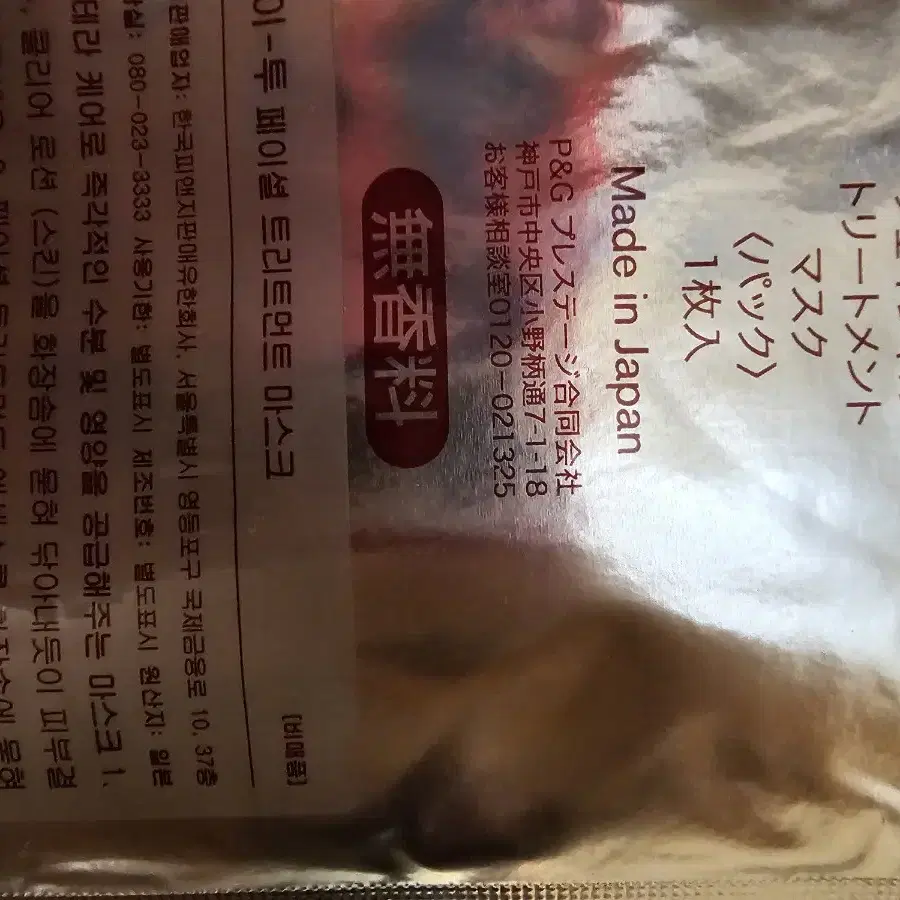 トリートメント
マスク
〈パック〉
1枚入
Made in Japan
P&G プレステージ合同会社
神戸市中央区小野柄通7-1-18
お客様相談室0120-021325
無香料
[비매품]
이-투 페이셜 트리트먼트 마스크
판매업자: 한국피앤지판매유한회사, 서울특별시 영등포구 국제금융로 10, 37층
080-023-3333 사용기한: 별도표시 제조번호: 별도표시 원산지: 일본
테라 케어로 즉각적인 수분 및 영양을 공급해주는 마스크 1.
클리어 로션 (스킨)을 화장솜에 묻혀 닦아내듯이 피부결